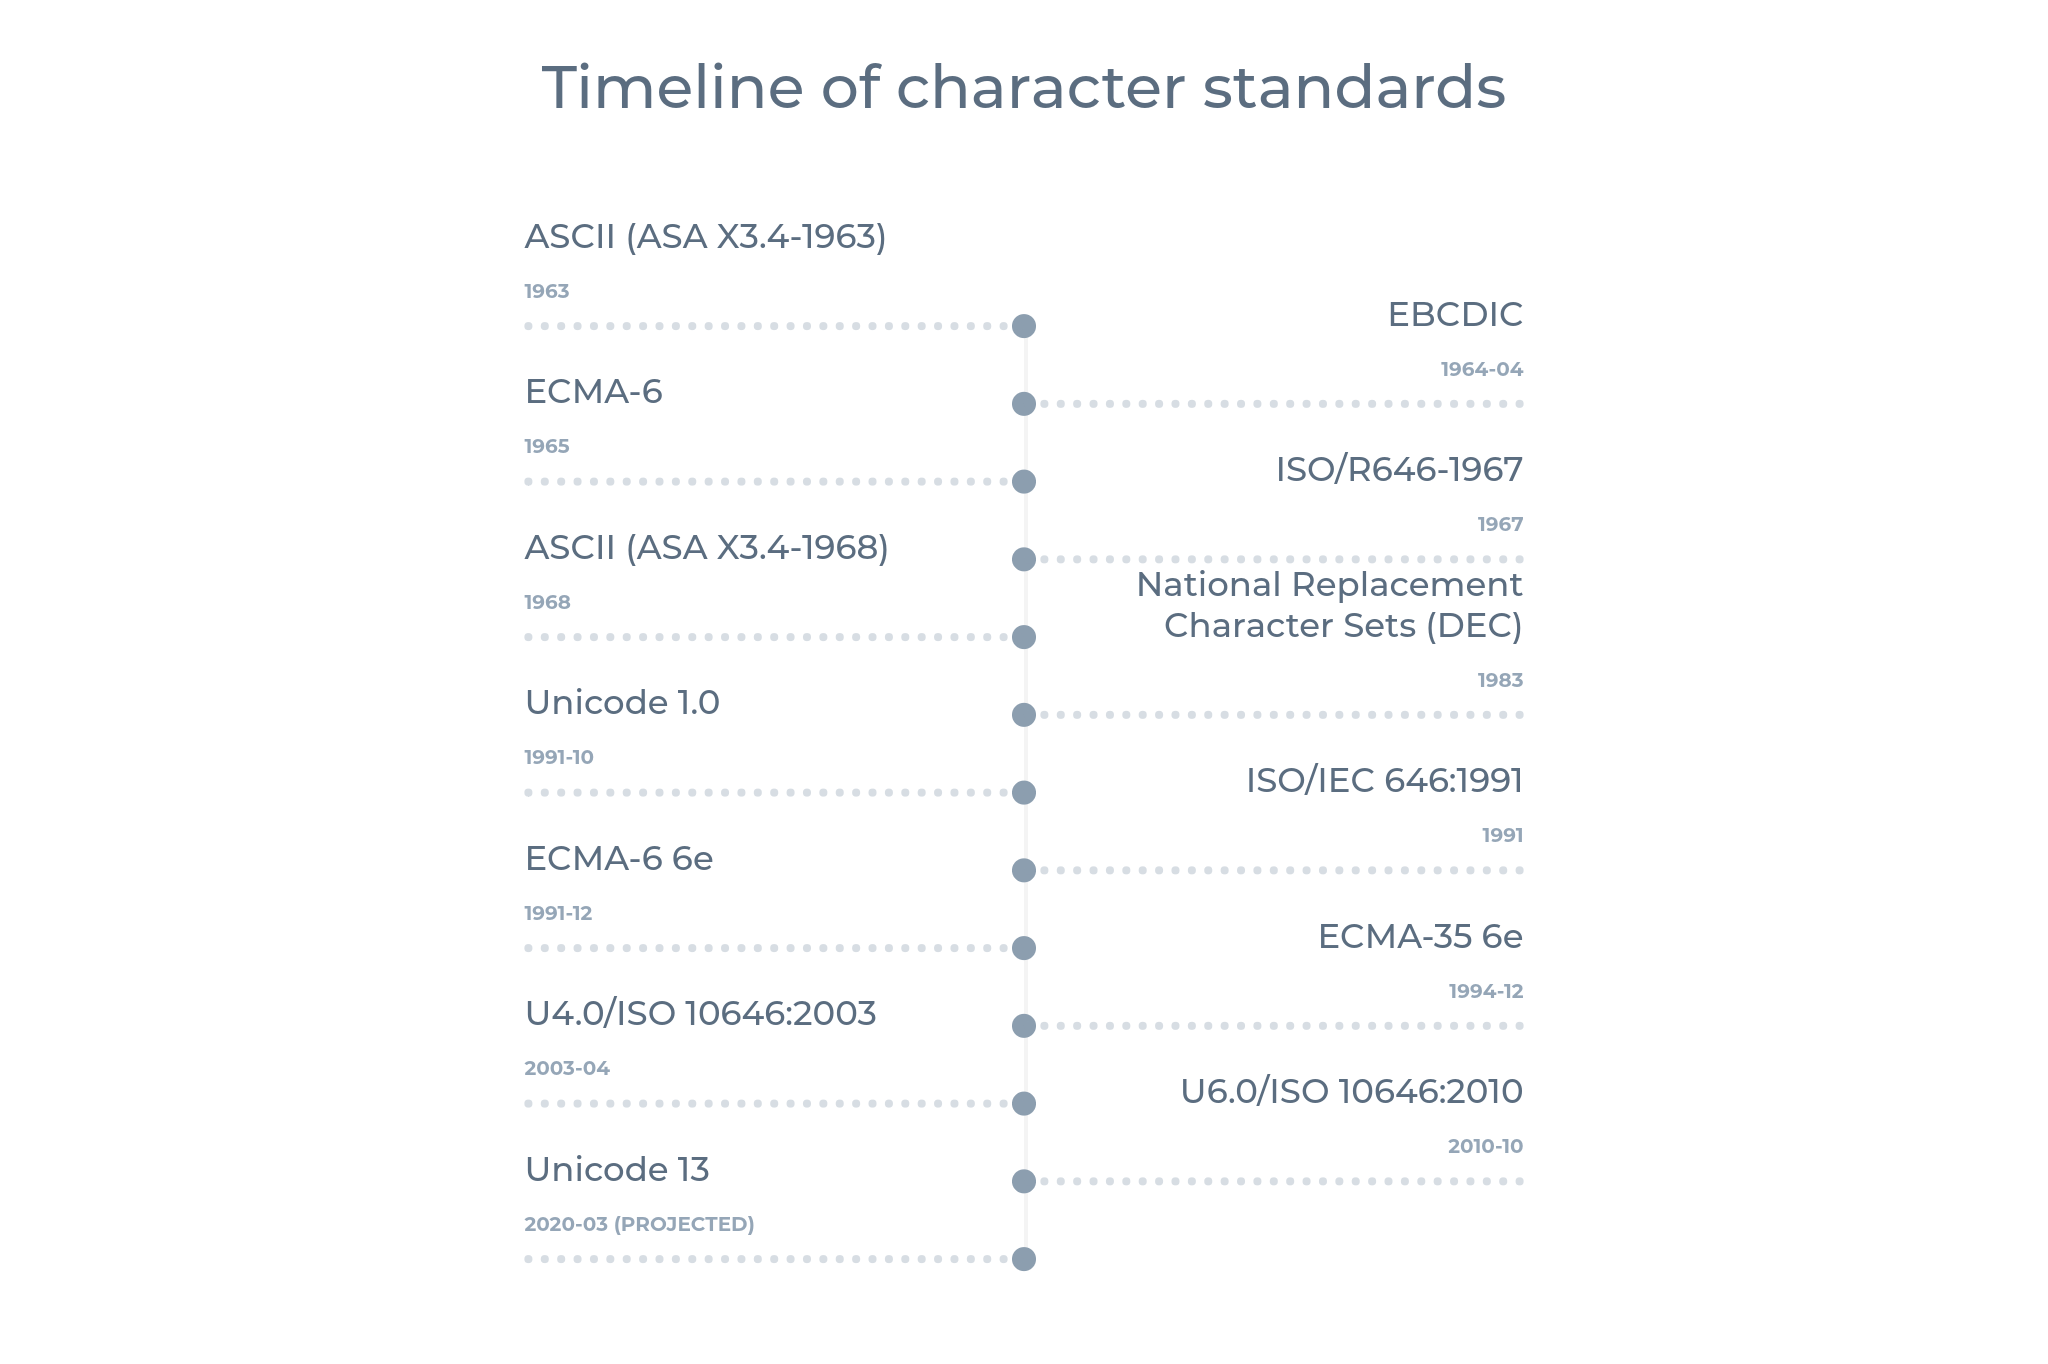 Timeline of character standards
ASCII (ASA X3.4-1963)
1963
EBCDIC
1964-04
ECMA-6
1965
ISO/R646-1967
1967
ASCII (ASA X3.4-1968)
1968
National Replacement
Character Sets (DEC)
1983
Unicode 1.0
1991-10
ISO/IEC 646:1991
1991
ECMA-6 6e
1991-12
ECMA-35 6e
1994-12
U4.0/ISO 10646:2003
2003-04
U6.0/ISO 10646:2010
2010-10
Unicode 13
2020-03 (PROJECTED)